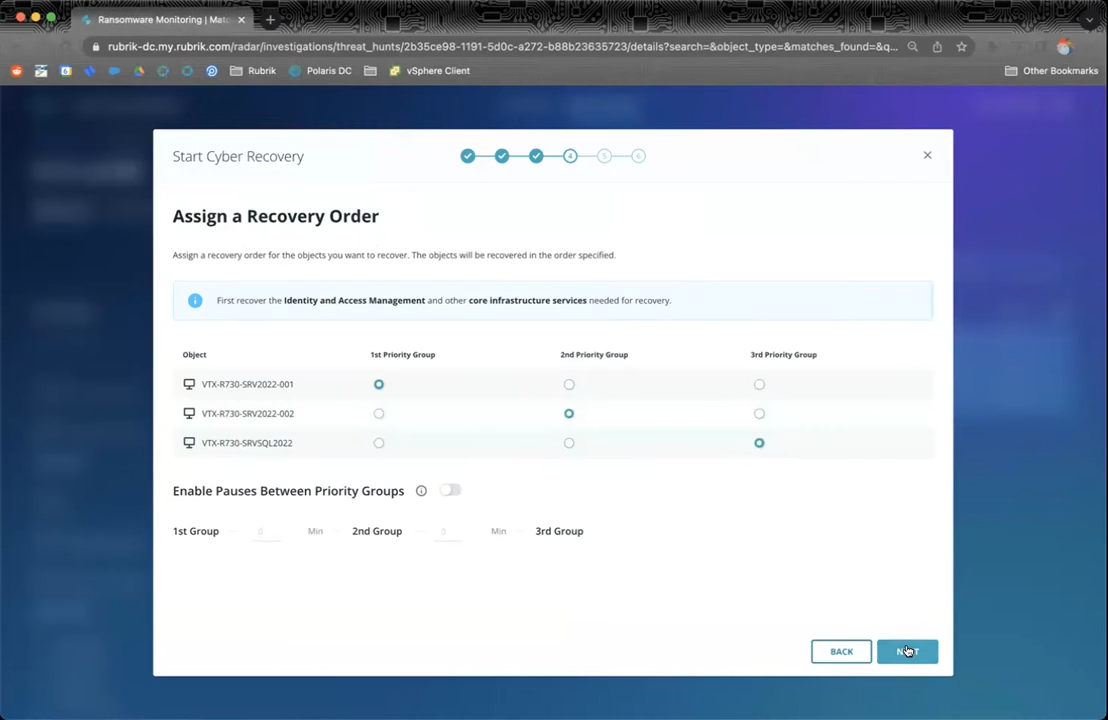 Ransomware Monitoring | Mat
rubrik-dc.my.rubrik.com/radar/investigations/threat_hunts/2b35ce98-1191-5d0c-a272-b88b23635723/details?search=&object_type=&matches_found=&q...
Rubrik Polaris DC vSphere Client Other Bookmarks
Start Cyber Recovery 4 5 6
Assign a Recovery Order
Assign a recovery order for the objects you want to recover. The objects will be recovered in the order specified.
First recover the Identity and Access Management and other core infrastructure services needed for recovery.
Object 1st Priority Group 2nd Priority Group 3rd Priority Group
VTX-R730-SRV2022-001
VTX-R730-SRV2022-002
VTX-R730-SRVSQL2022
Enable Pauses Between Priority Groups
1st Group Min 2nd Group Min 3rd Group
BACK NEXT